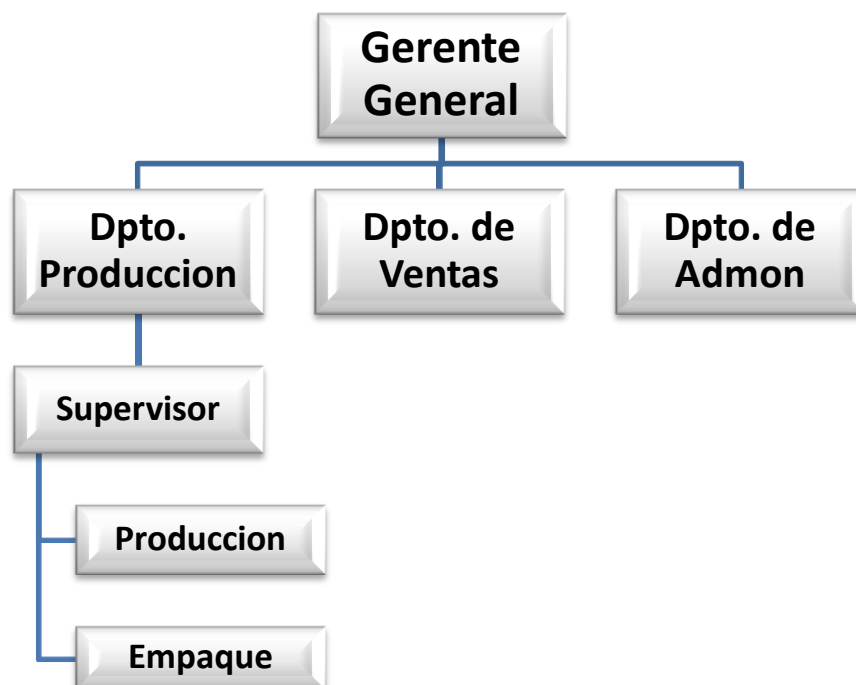 Gerente
General
Dpto.
Produccion
Dpto. de
Ventas
Dpto. de
Admon
Supervisor
Produccion
Empaque